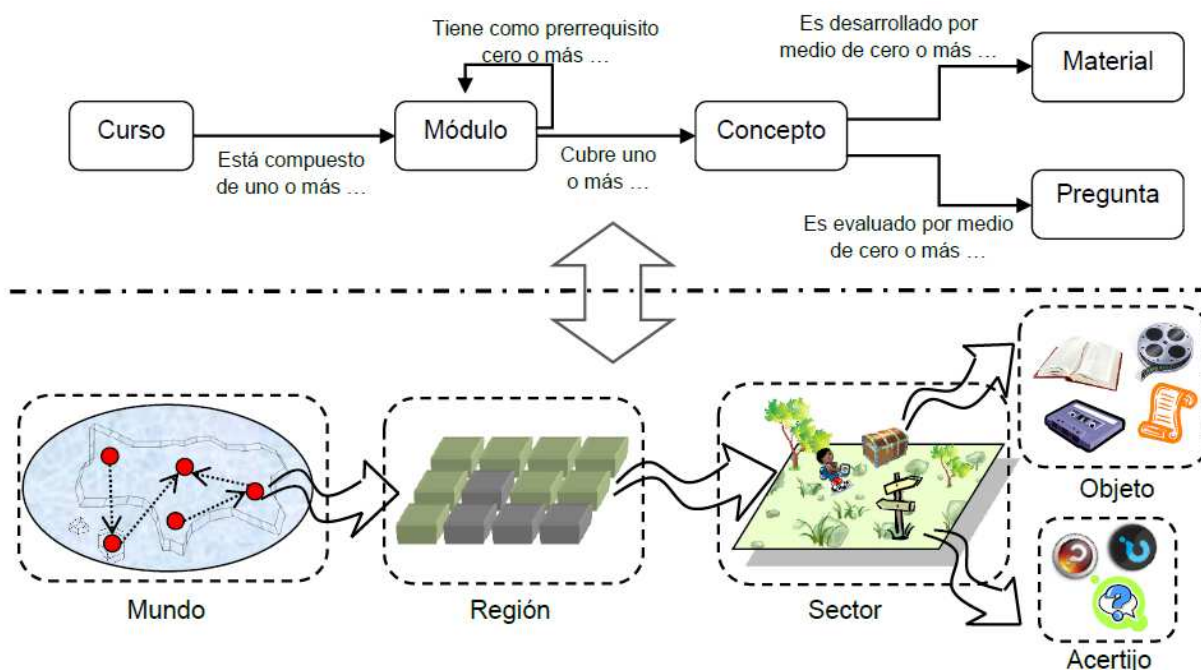 Tiene como prerrequisito
cero o más …
Es desarrollado por
medio de cero o más …
Material
Curso
Módulo
Concepto
Está compuesto
de uno o más …
Cubre uno
o más …
Pregunta
Es evaluado por medio
de cero o más …
Objeto
Mundo
Región
Sector
Acertijo